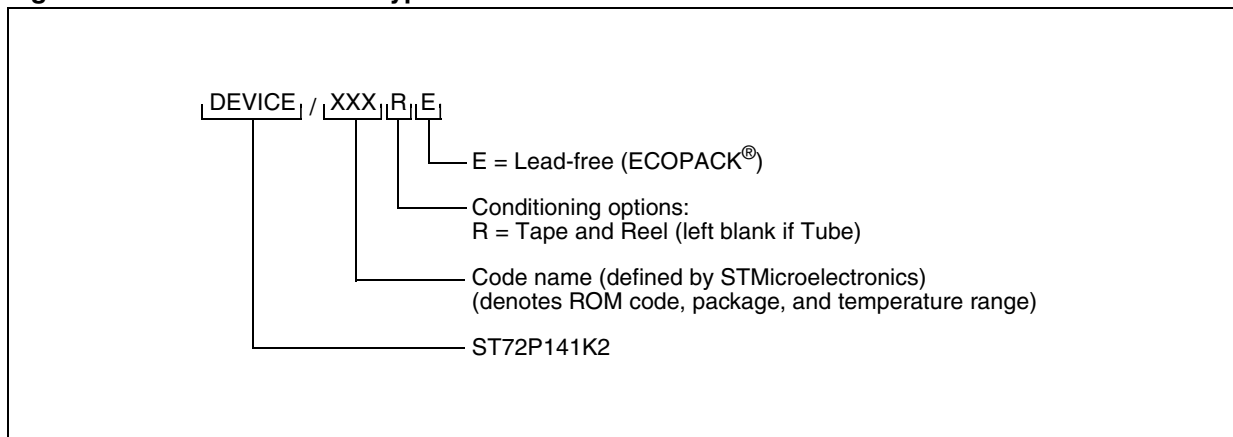 DEVICE / XXX R E
E = Lead-free (ECOPACK®)
Conditioning options:
R = Tape and Reel (left blank if Tube)
Code name (defined by STMicroelectronics)
(denotes ROM code, package, and temperature range)
ST72P141K2